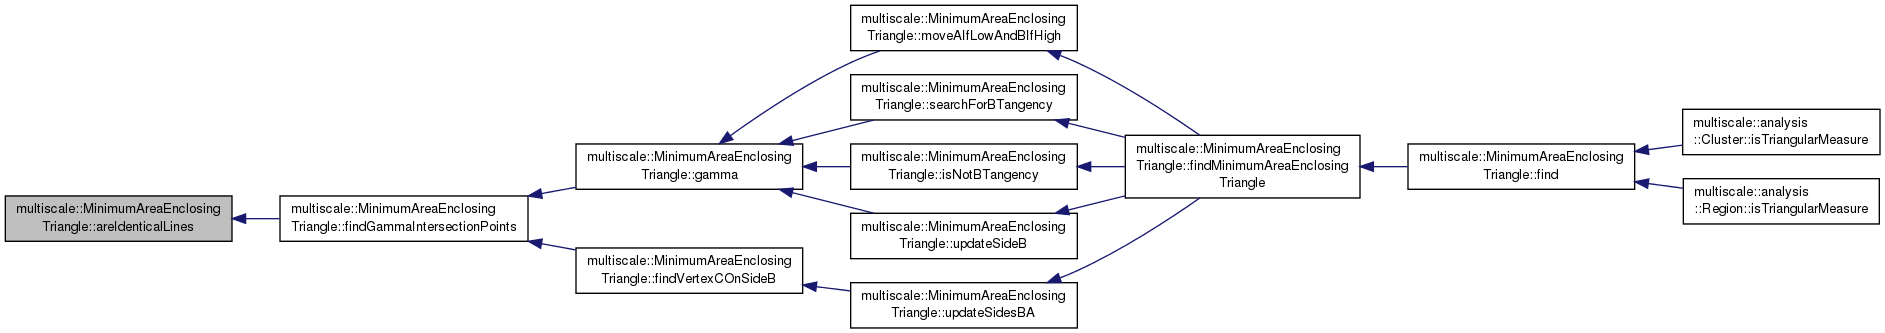 multiscale::MinimumAreaEnclosing
Triangle::areIdenticalLines
multiscale::MinimumAreaEnclosing
Triangle::findGammaIntersectionPoints
multiscale::MinimumAreaEnclosing
Triangle::gamma
multiscale::MinimumAreaEnclosing
Triangle::findVertexCOnSideB
multiscale::MinimumAreaEnclosing
Triangle::moveAIfLowAndBIfHigh
multiscale::MinimumAreaEnclosing
Triangle::searchForBTangency
multiscale::MinimumAreaEnclosing
Triangle::isNotBTangency
multiscale::MinimumAreaEnclosing
Triangle::updateSideB
multiscale::MinimumAreaEnclosing
Triangle::updateSidesBA
multiscale::MinimumAreaEnclosing
Triangle::findMinimumAreaEnclosing
Triangle
multiscale::MinimumAreaEnclosing
Triangle::find
multiscale::analysis
::Cluster::isTriangularMeasure
multiscale::analysis
::Region::isTriangularMeasure